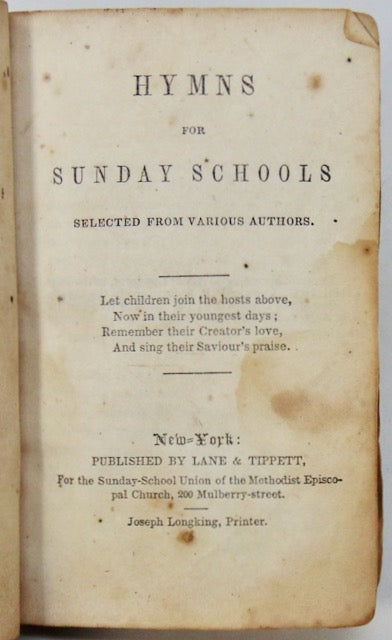 HYMNS
FOR
SUNDAY SCHOOLS
SELECTED FROM VARIOUS AUTHORS.
Let children join the hosts above,
Now in their youngest days;
Remember their Creator's love,
And sing their Saviour's praise.
New-York:
PUBLISHED BY LANE & TIPPETT,
For the Sunday-School Union of the Methodist Episco-
pal Church, 200 Mulberry-street.
Joseph Longking, Printer.